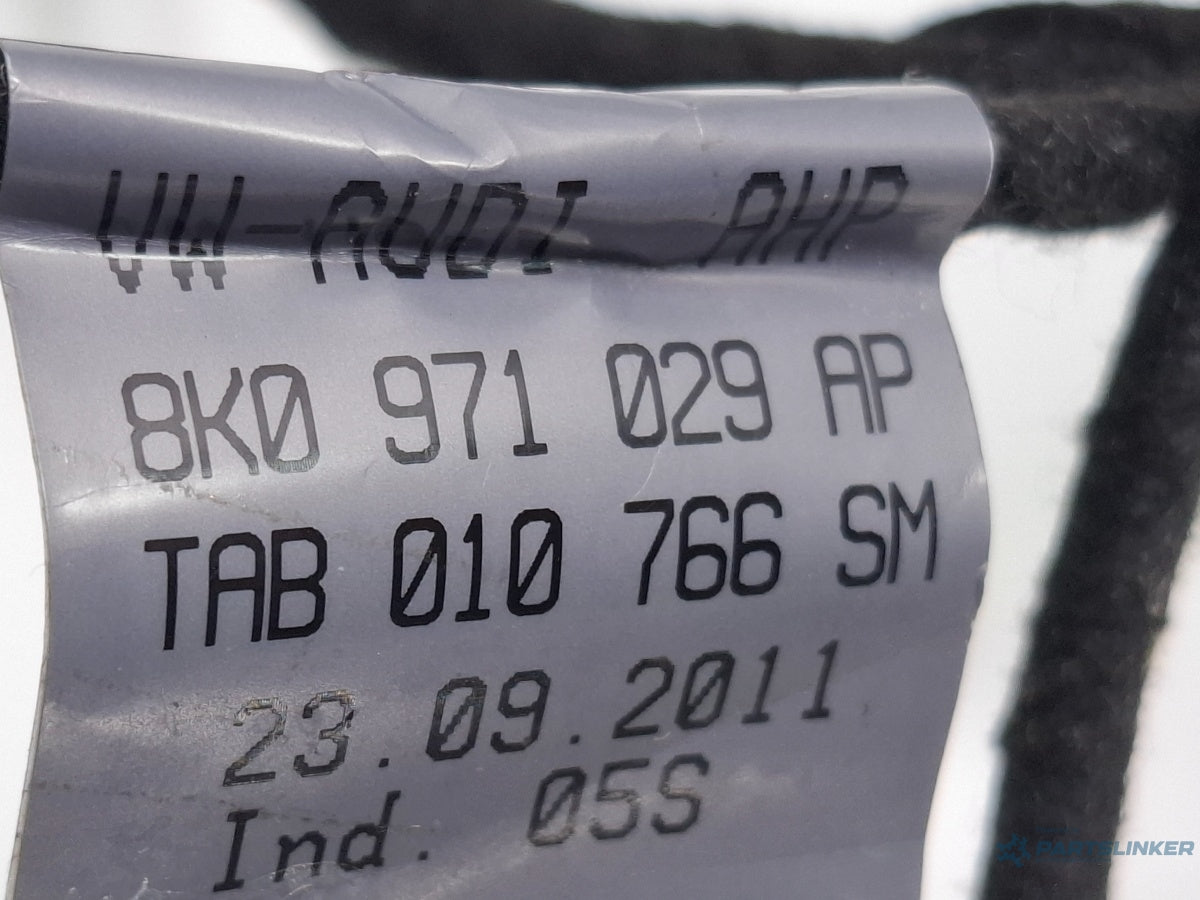 VW-AUDI AHP
8K0 971 029 AP
TAB 010 766 SM
23.09.2011
Ind. 05S
PARTSLINKER